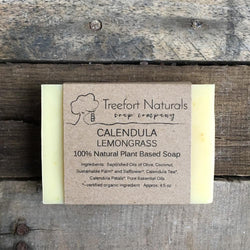 Treefort Naturals
soap company
CALENDULA
LEMONGRASS
100% Natural Plant Based Soap
Ingredients: Saponified Oils of Olive, Coconut,
Sustainable Palm* and Safflower*, Calendula Tea*,
Calendula Petals*, Pure Essential Oils
*-certified organic ingredient Approx. 4.5 oz